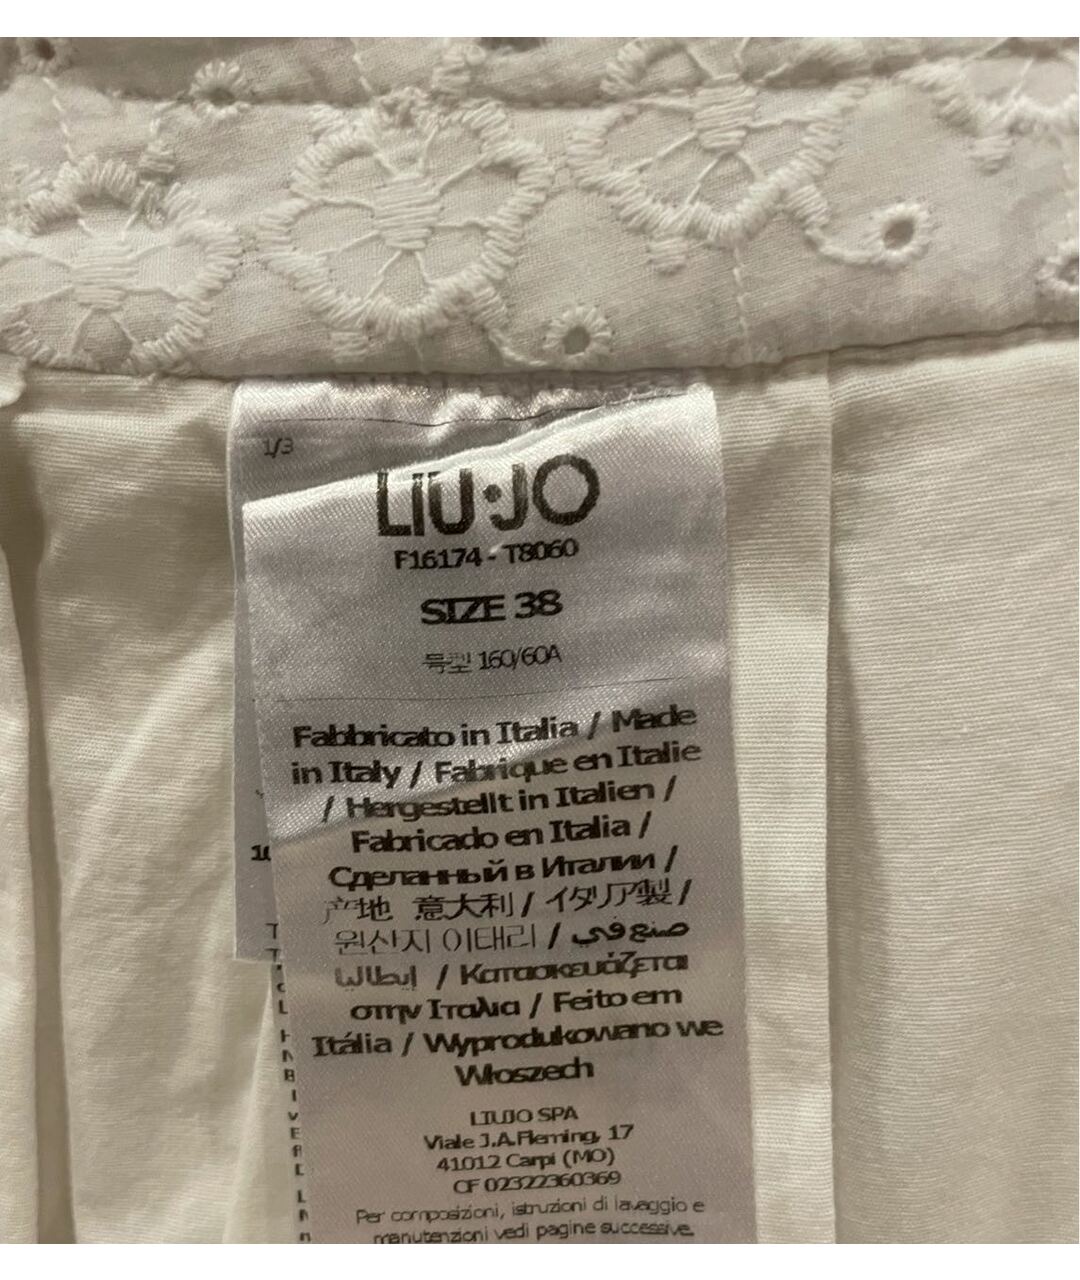 1/3
LIU·JO
F16174 - T8060
SIZE 38
号型 160/60A
Fabbricato in Italia / Made
in Italy / Fabrique en Italie
/ Hergestellt in Italien /
Fabricado en Italia /
Сделанный в Италии /
产地 意大利 / イタリア製 /
원산지 이태리 / صنع في
إيطاليا / Κατασκευάζεται
στην Ιταλια / Feito em
Itália / Wyprodukowano we
Włoszech
LIUJO SPA
Viale J.A.Fleming, 17
41012 Carpi (MO)
CF 02322360369
Per composizioni, istruzioni di lavaggio e
manutenzioni vedi pagine successive.